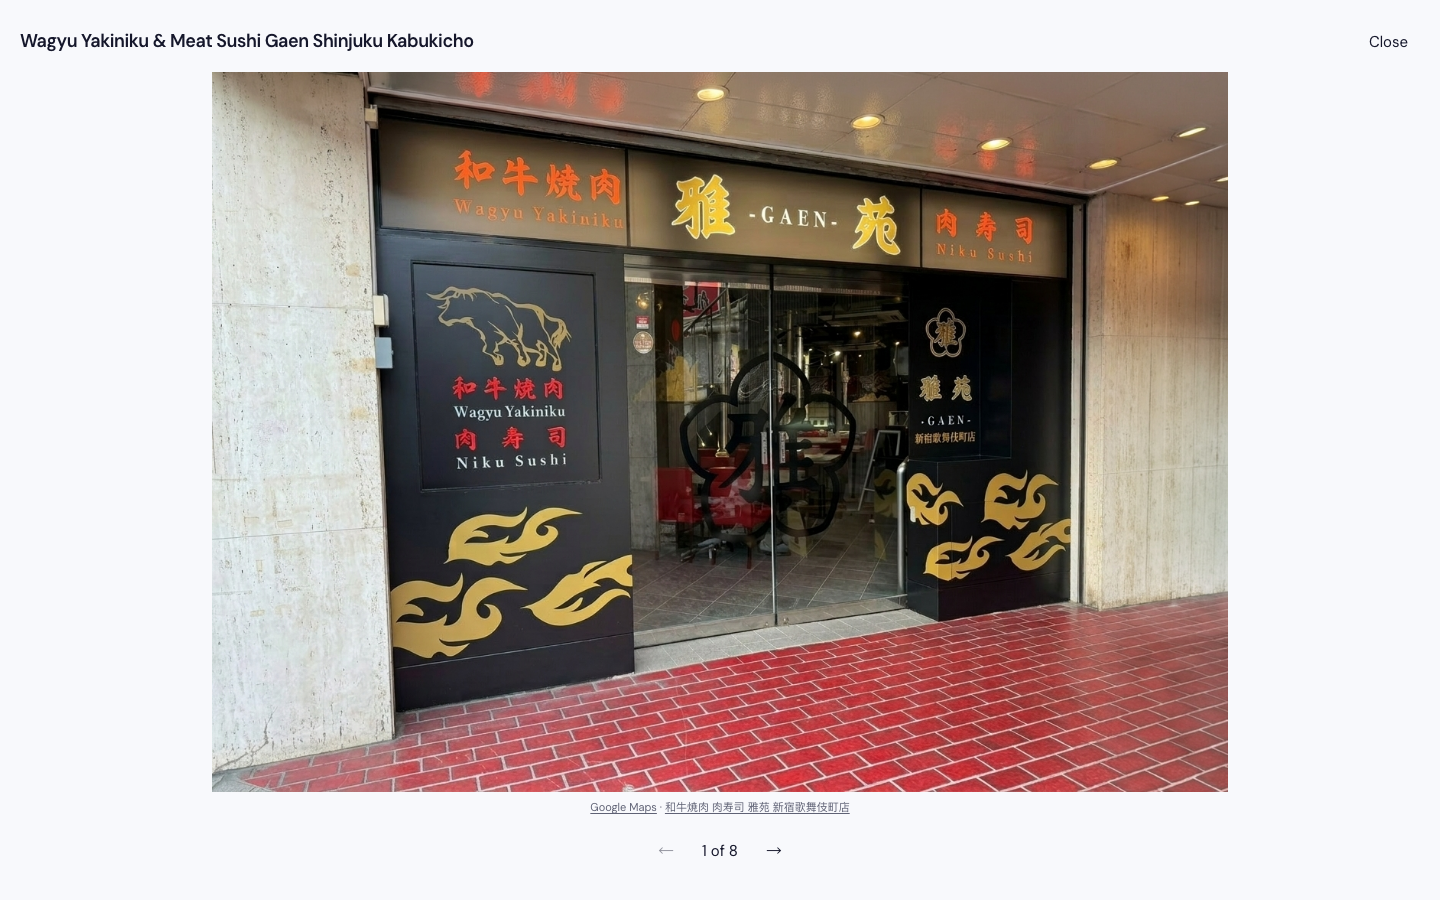 Wagyu Yakiniku & Meat Sushi Gaen Shinjuku Kabukicho
Close
和牛焼肉
Wagyu Yakiniku
雅 -GAEN- 苑
肉寿司
Niku Sushi
和牛焼肉
Wagyu Yakiniku
肉寿司
Niku Sushi
雅
雅
雅苑
-GAEN-
新宿歌舞伎町店
Google Maps · 和牛焼肉 肉寿司 雅苑 新宿歌舞伎町店
← 1 of 8 →